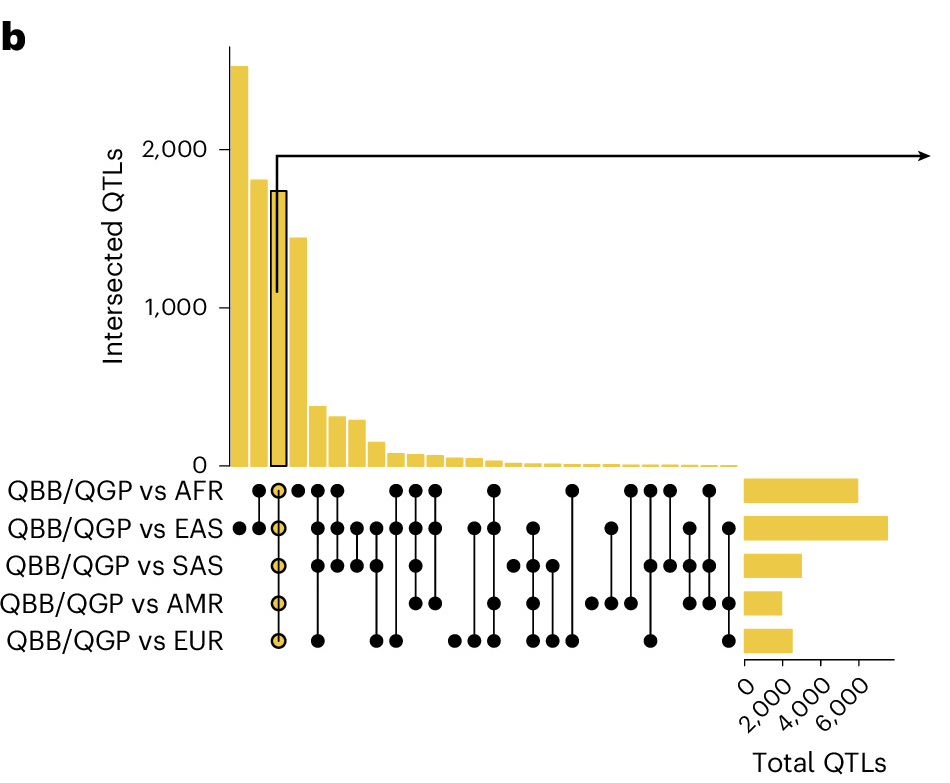 b
Intersected QTLs
2,000
1,000
0
QBB/QGP vs AFR
QBB/QGP vs EAS
QBB/QGP vs SAS
QBB/QGP vs AMR
QBB/QGP vs EUR
0
2,000
4,000
6,000
Total QTLs